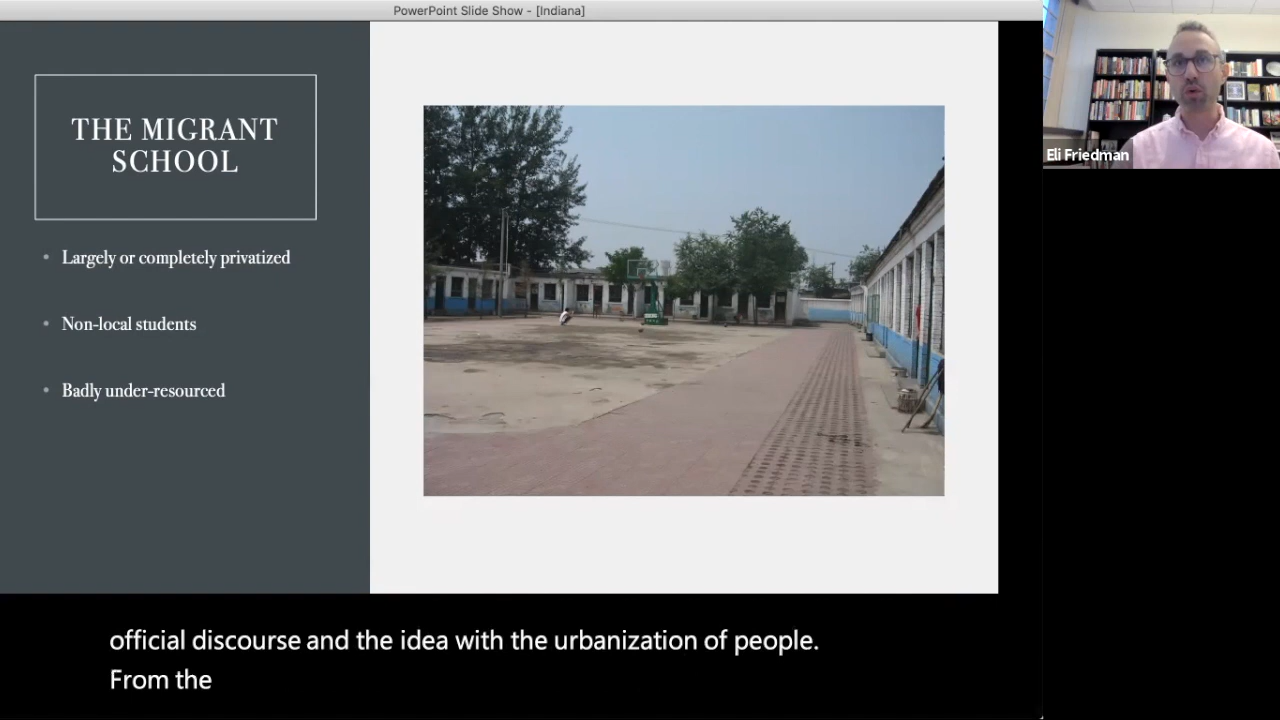 PowerPoint Slide Show - [Indiana]
THE MIGRANT
SCHOOL
• Largely or completely privatized
• Non-local students
• Badly under-resourced
Eli Friedman
official discourse and the idea with the urbanization of people.
From the